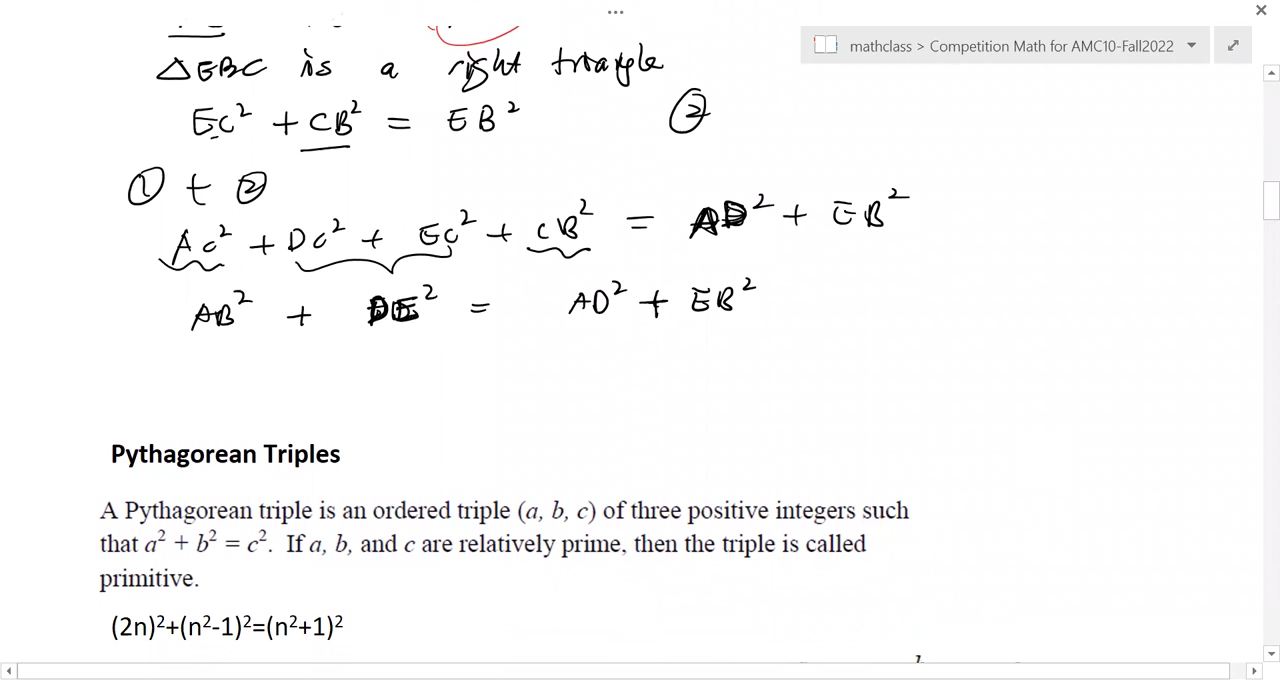 mathclass > Competition Math for AMC10-Fall2022
△EBC is a right triangle
EC² + CB² = EB² ②
① + ②
AC² + DC² + EC² + CB² = AD² + EB²
AB² + DE² = AD² + EB²
Pythagorean Triples
A Pythagorean triple is an ordered triple (a, b, c) of three positive integers such
that a² + b² = c². If a, b, and c are relatively prime, then the triple is called
primitive.
(2n)²+(n²-1)²=(n²+1)²